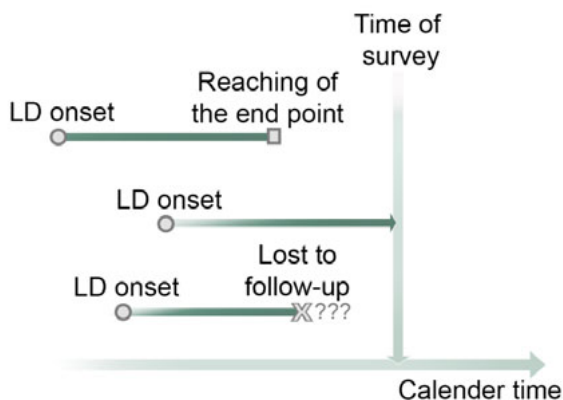 Time of
survey
Reaching of
the end point
LD onset
LD onset
Lost to
follow-up
LD onset
X???
Calender time